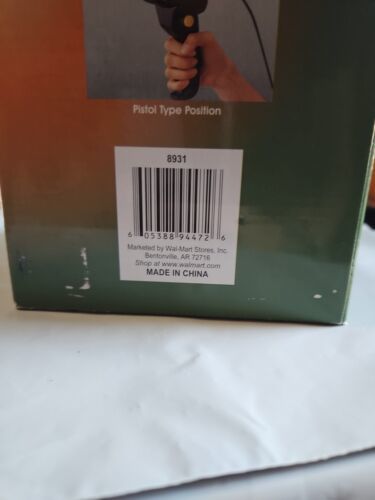 Pistol Type Position
8931
6 05388 94472 6
Marketed by Wal-Mart Stores, Inc.
Bentonville, AR 72716
Shop at www.walmart.com
MADE IN CHINA